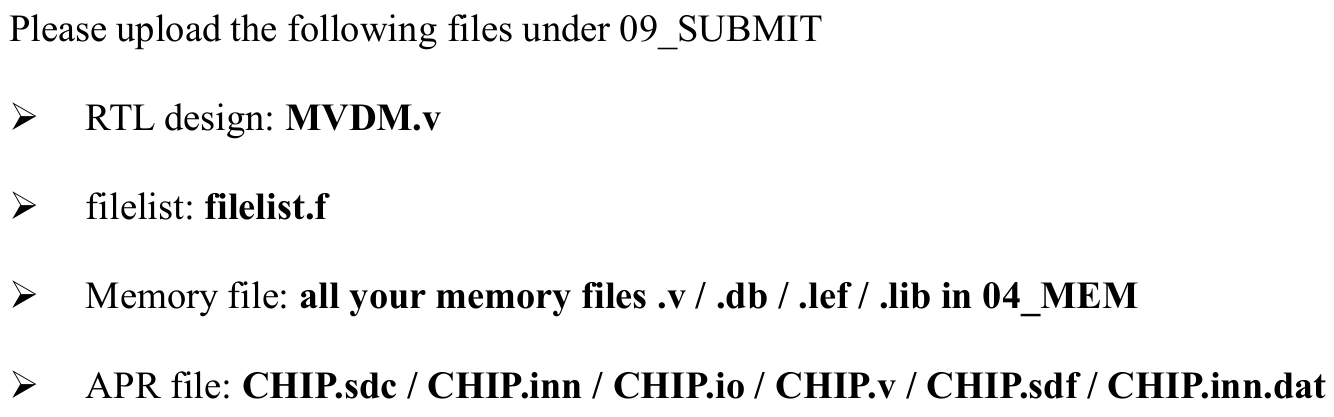 Please upload the following files under 09_SUBMIT
➢ RTL design: MVDM.v
➢ filelist: filelist.f
➢ Memory file: all your memory files .v / .db / .lef / .lib in 04_MEM
➢ APR file: CHIP.sdc / CHIP.inn / CHIP.io / CHIP.v / CHIP.sdf / CHIP.inn.dat